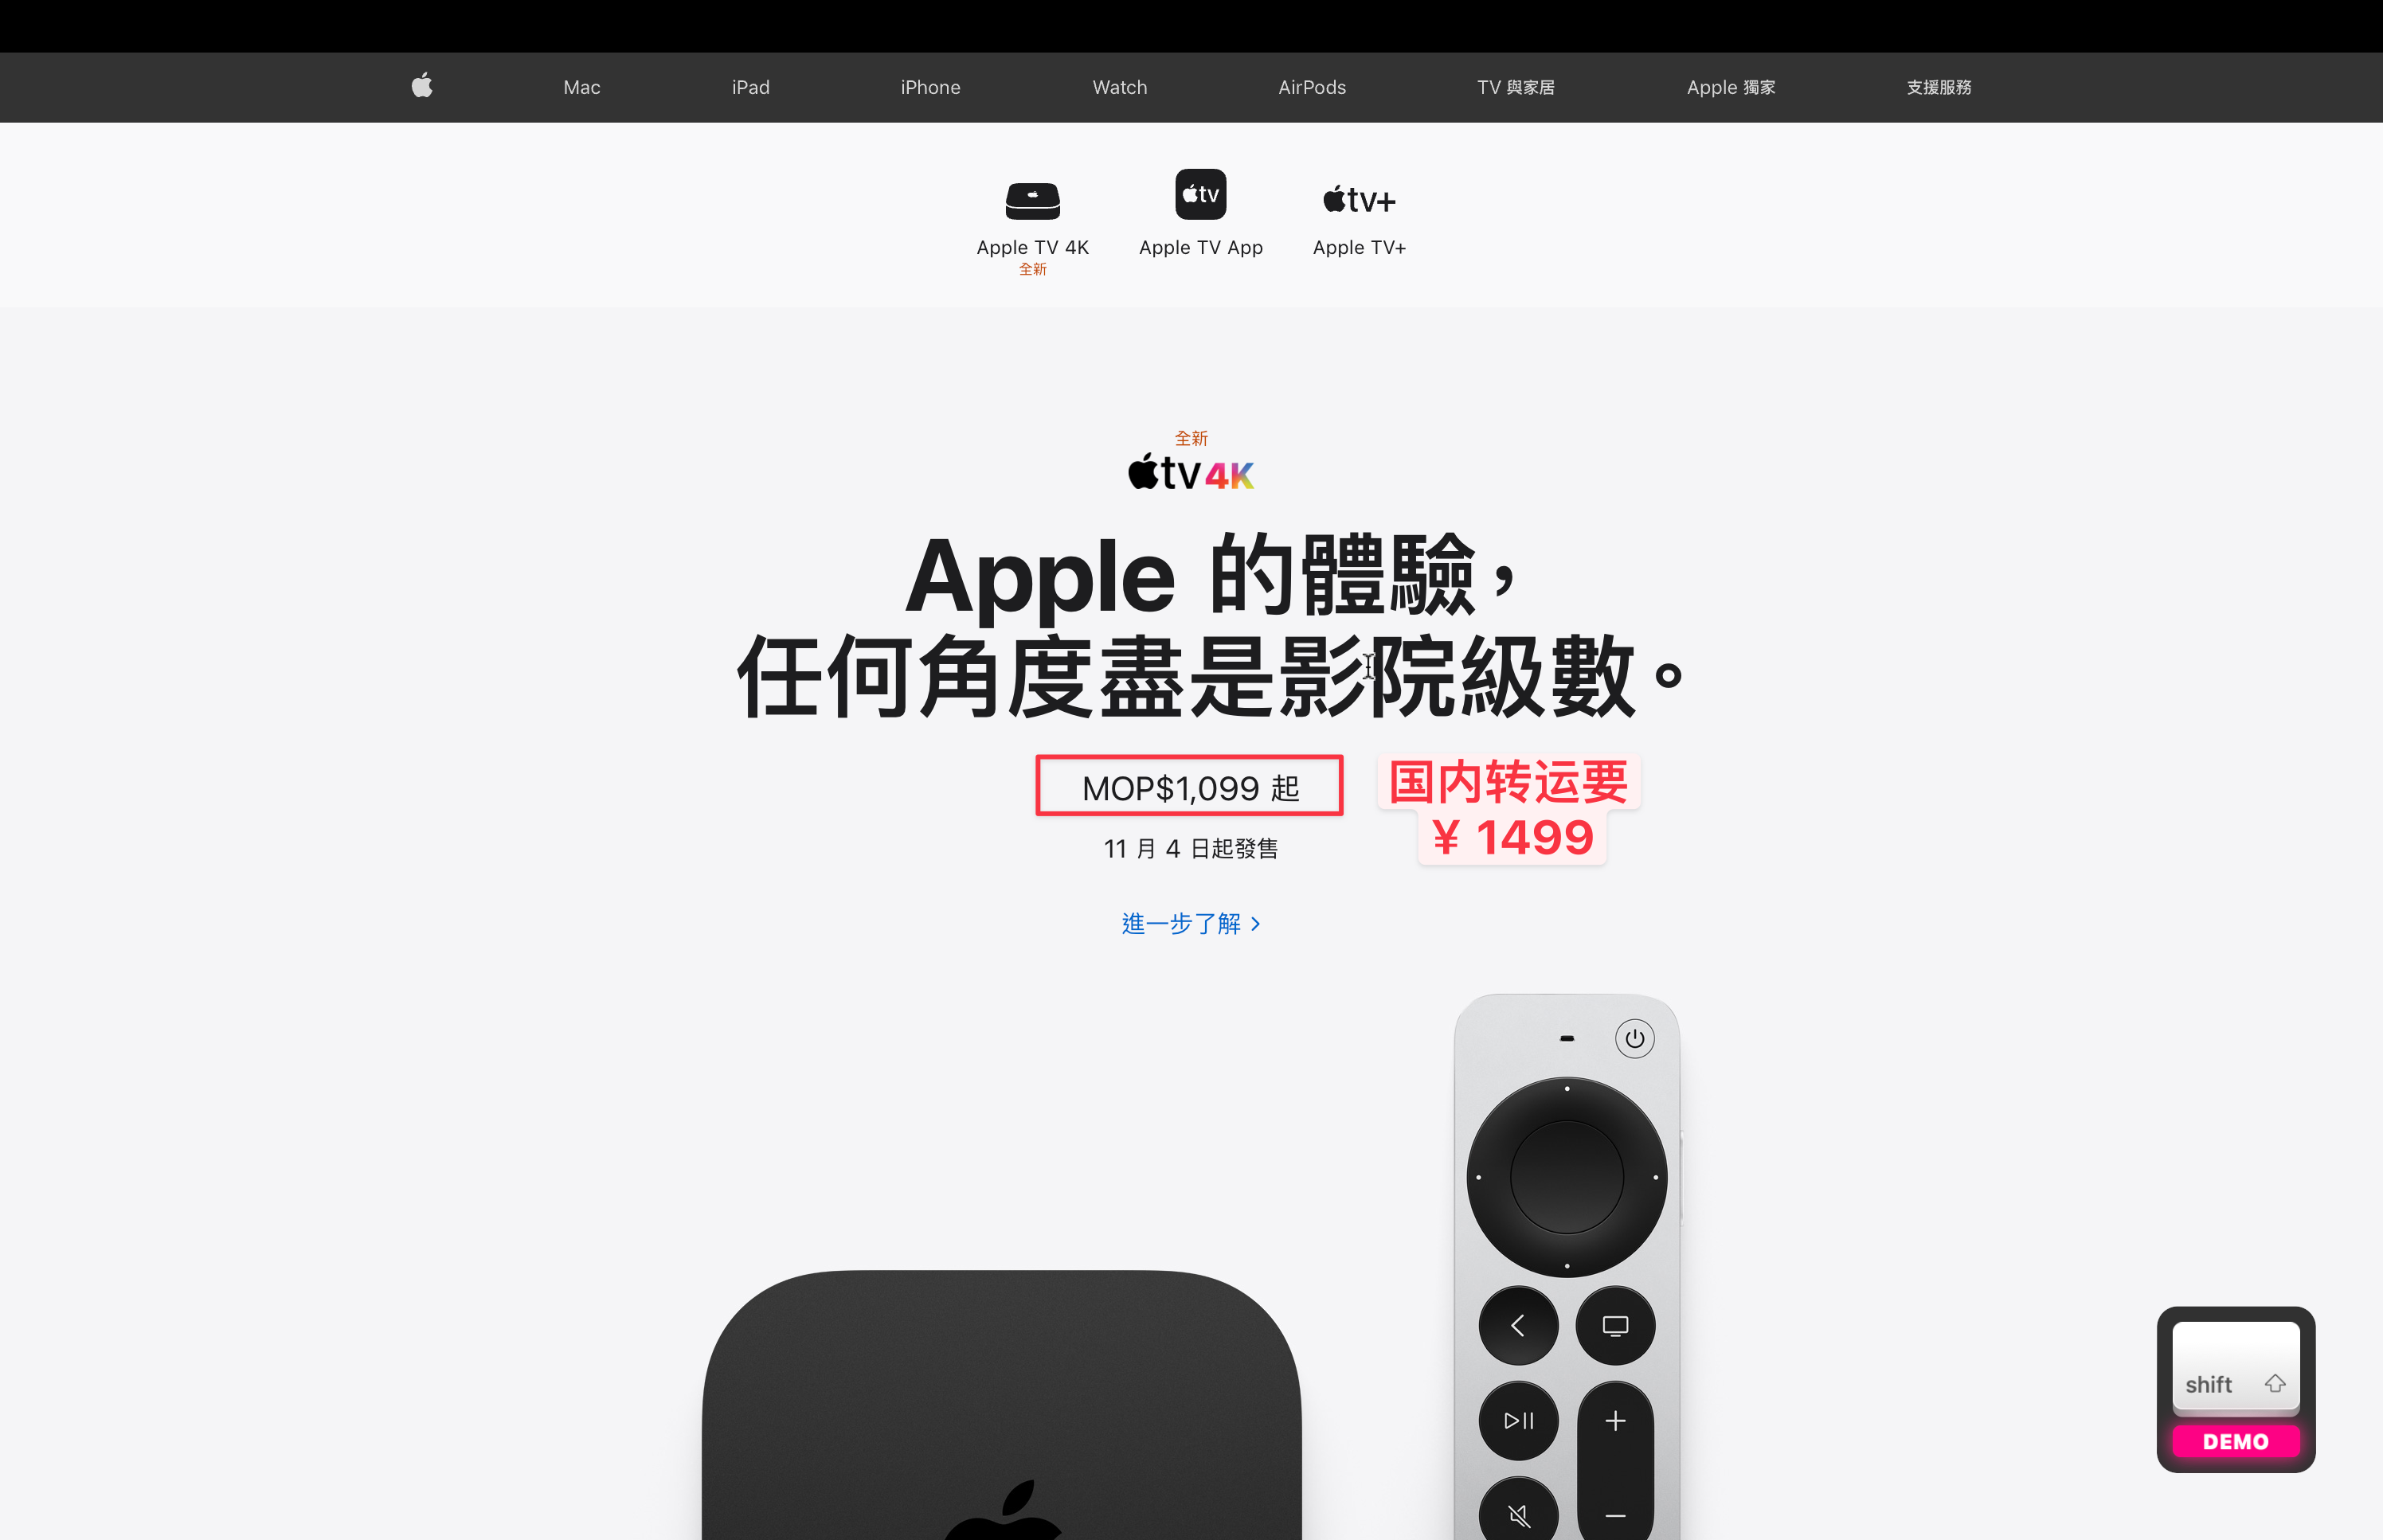 Mac iPad iPhone Watch AirPods TV 與家居 Apple 獨家 支援服務
tv tv+
Apple TV 4K Apple TV App Apple TV+
全新
全新
tv 4K
Apple 的體驗，
任何角度盡是影院級數。
MOP$1,099 起
国内转运要
¥ 1499
11 月 4 日起發售
進一步了解 >
shift
DEMO